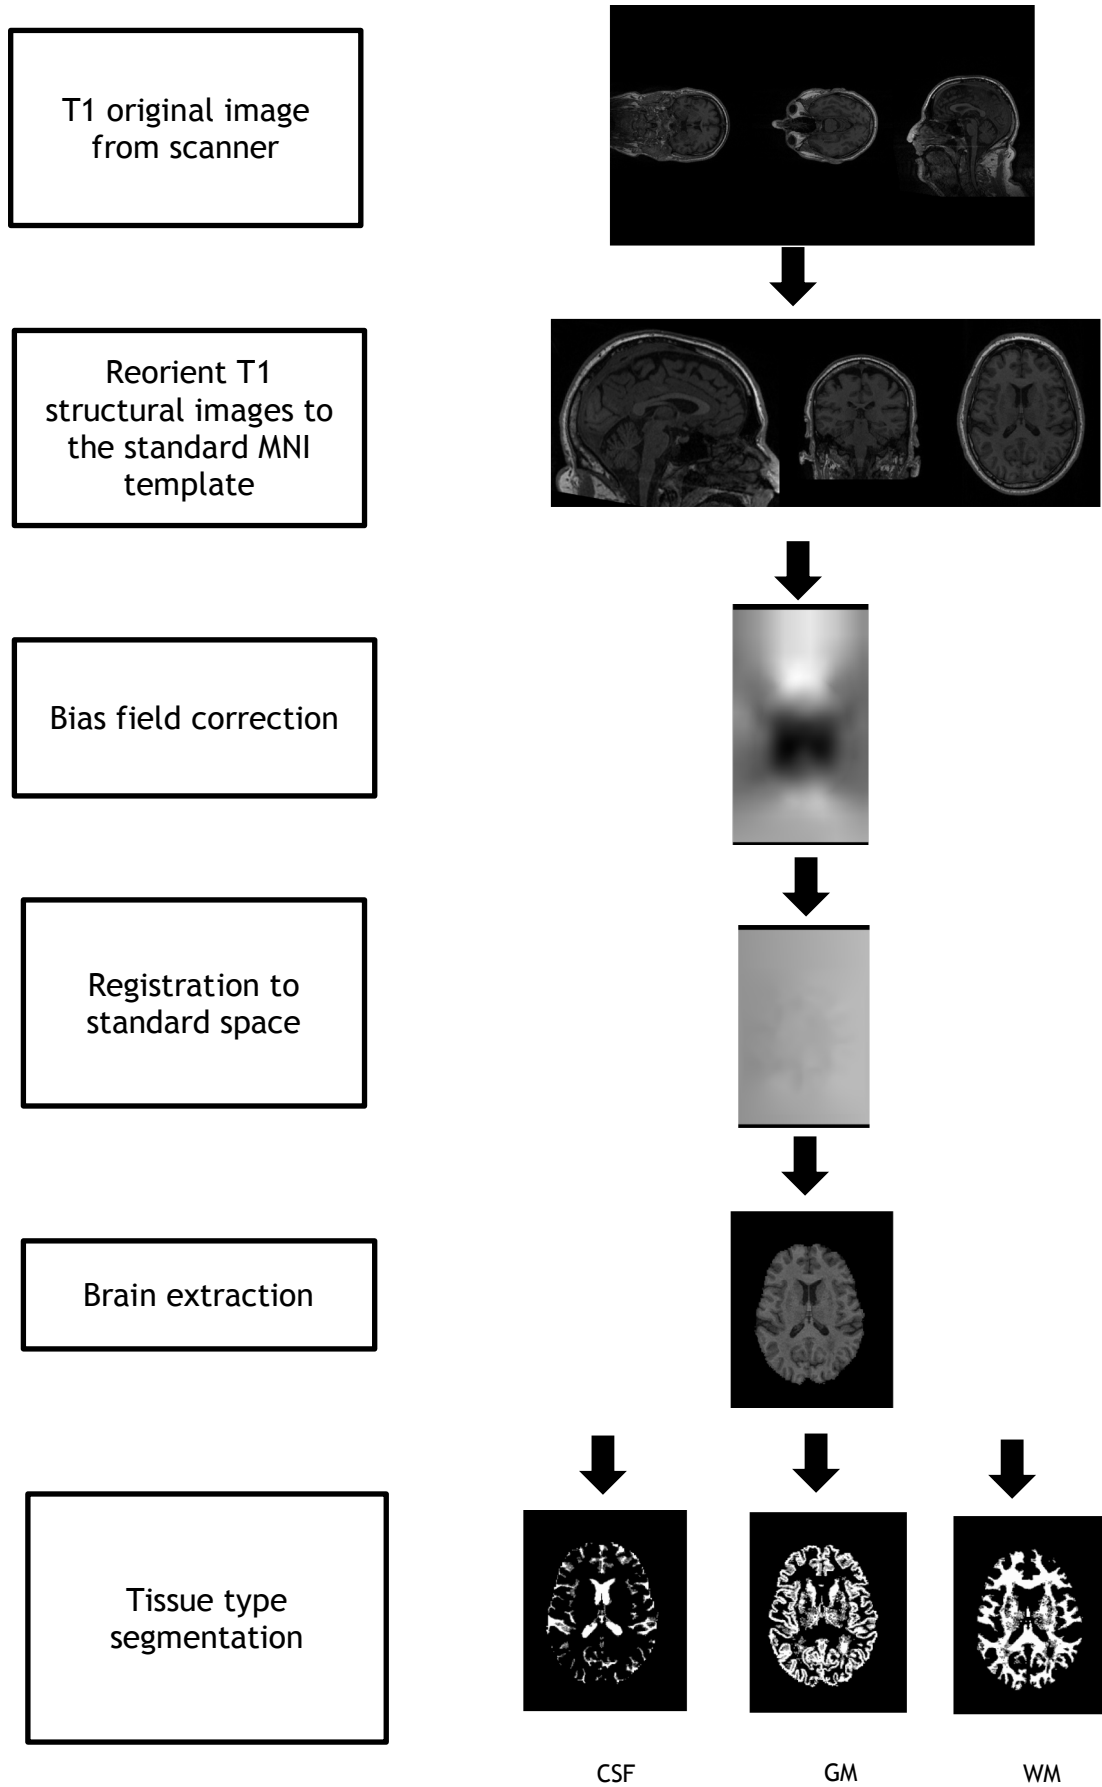 T1 original image
from scanner
Reorient T1
structural images to
the standard MNI
template
Bias field correction
Registration to
standard space
Brain extraction
Tissue type
segmentation
CSF
GM
WM